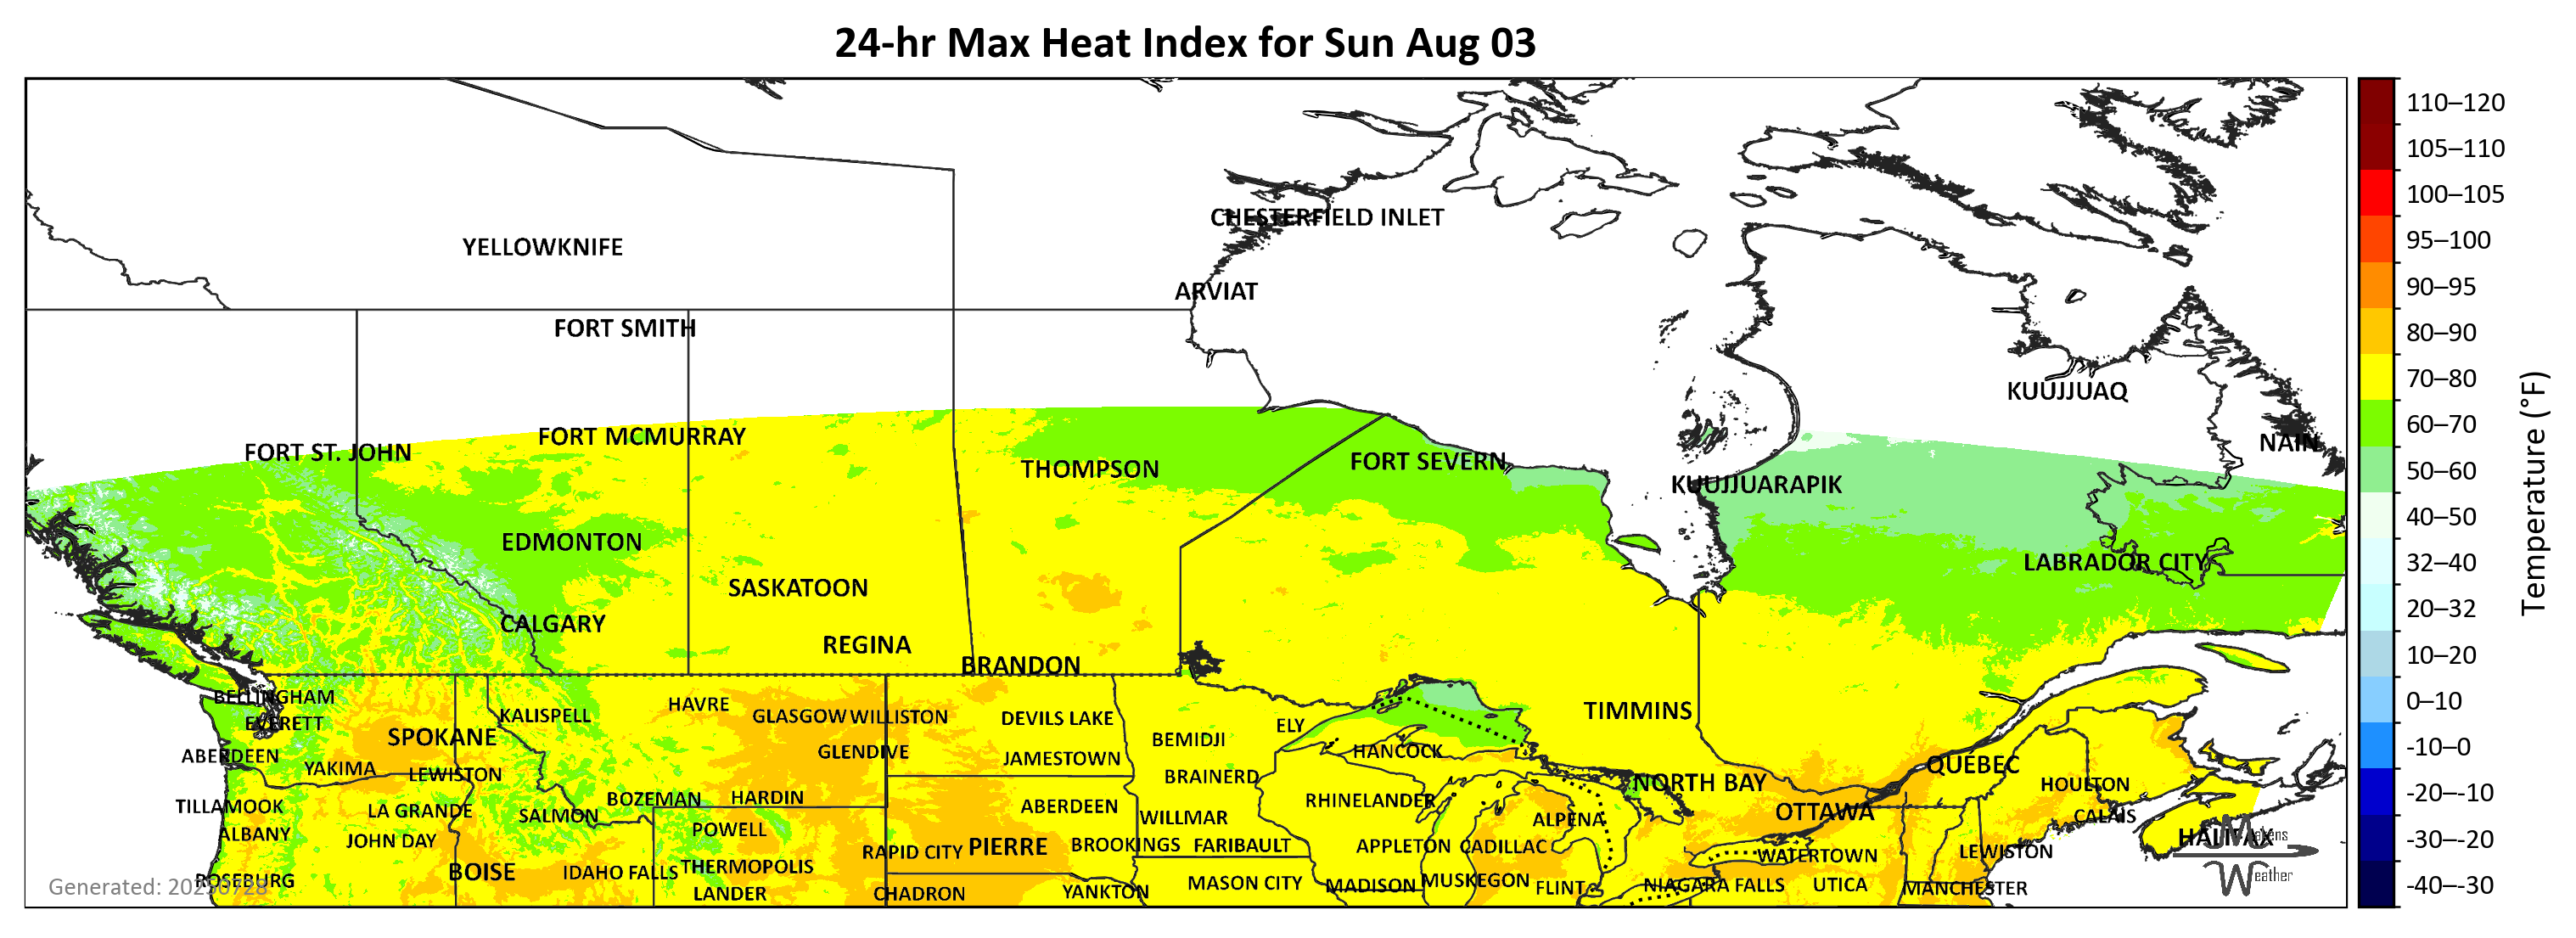 24-hr Max Heat Index for Sun Aug 03
CHESTERFIELD INLET
YELLOWKNIFE
ARVIAT
FORT SMITH
KUUJJUAQ
FORT MCMURRAY
NAIN
FORT ST. JOHN
FORT SEVERN
THOMPSON
KUUJJUARAPIK
EDMONTON
LABRADOR CITY
SASKATOON
CALGARY
REGINA
BRANDON
BELLINGHAM
HAVRE
TIMMINS
KALISPELL
GLASGOW WILLISTON
DEVILS LAKE
EVERETT
ELY
SPOKANE
BEMIDJI
GLENDIVE
HANCOCK
ABERDEEN
JAMESTOWN
QUÉBEC
YAKIMA
LEWISTON
BRAINERD
NORTH BAY
HOULTON
BOZEMAN
HARDIN
RHINELANDER
TILLAMOOK
ABERDEEN
LA GRANDE
OTTAWA
SALMON
WILLMAR
CALAIS
ALPENA
POWELL
ALBANY
HALIFAX
JOHN DAY
BROOKINGS
FARIBAULT
APPLETON
CADILLAC
PIERRE
RAPID CITY
LEWISTON
WATERTOWN
THERMOPOLIS
BOISE
IDAHO FALLS
ROSEBURG
MUSKEGON
MASON CITY
MADISON
NIAGARA FALLS
UTICA
FLINT
MANCHESTER
YANKTON
LANDER
CHADRON
Generated: 20250728
Weather
110–120
105–110
100–105
95–100
90–95
80–90
70–80
60–70
50–60
40–50
32–40
20–32
10–20
0–10
-10–0
-20–-10
-30–-20
-40–-30
Temperature (°F)